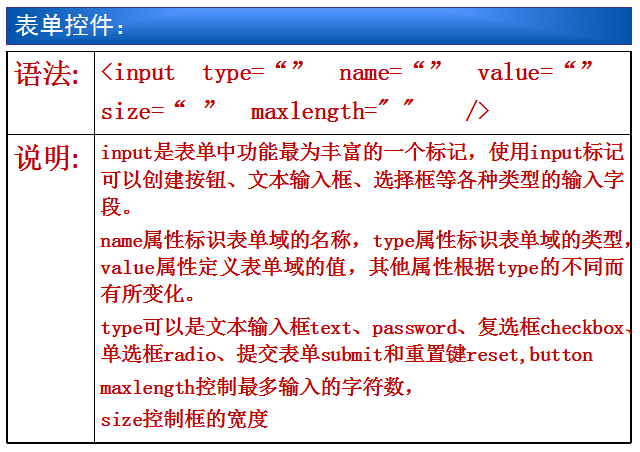 表单控件：
语法: <input type=“” name=“” value=“”
size=“ ” maxlength=" " />
说明: input是表单中功能最为丰富的一个标记，使用input标记
可以创建按钮、文本输入框、选择框等各种类型的输入字
段。
name属性标识表单域的名称，type属性标识表单域的类型，
value属性定义表单域的值，其他属性根据type的不同而
有所变化。
type可以是文本输入框text、password、复选框checkbox、
单选框radio、提交表单submit和重置键reset,button
maxlength控制最多输入的字符数，
size控制框的宽度